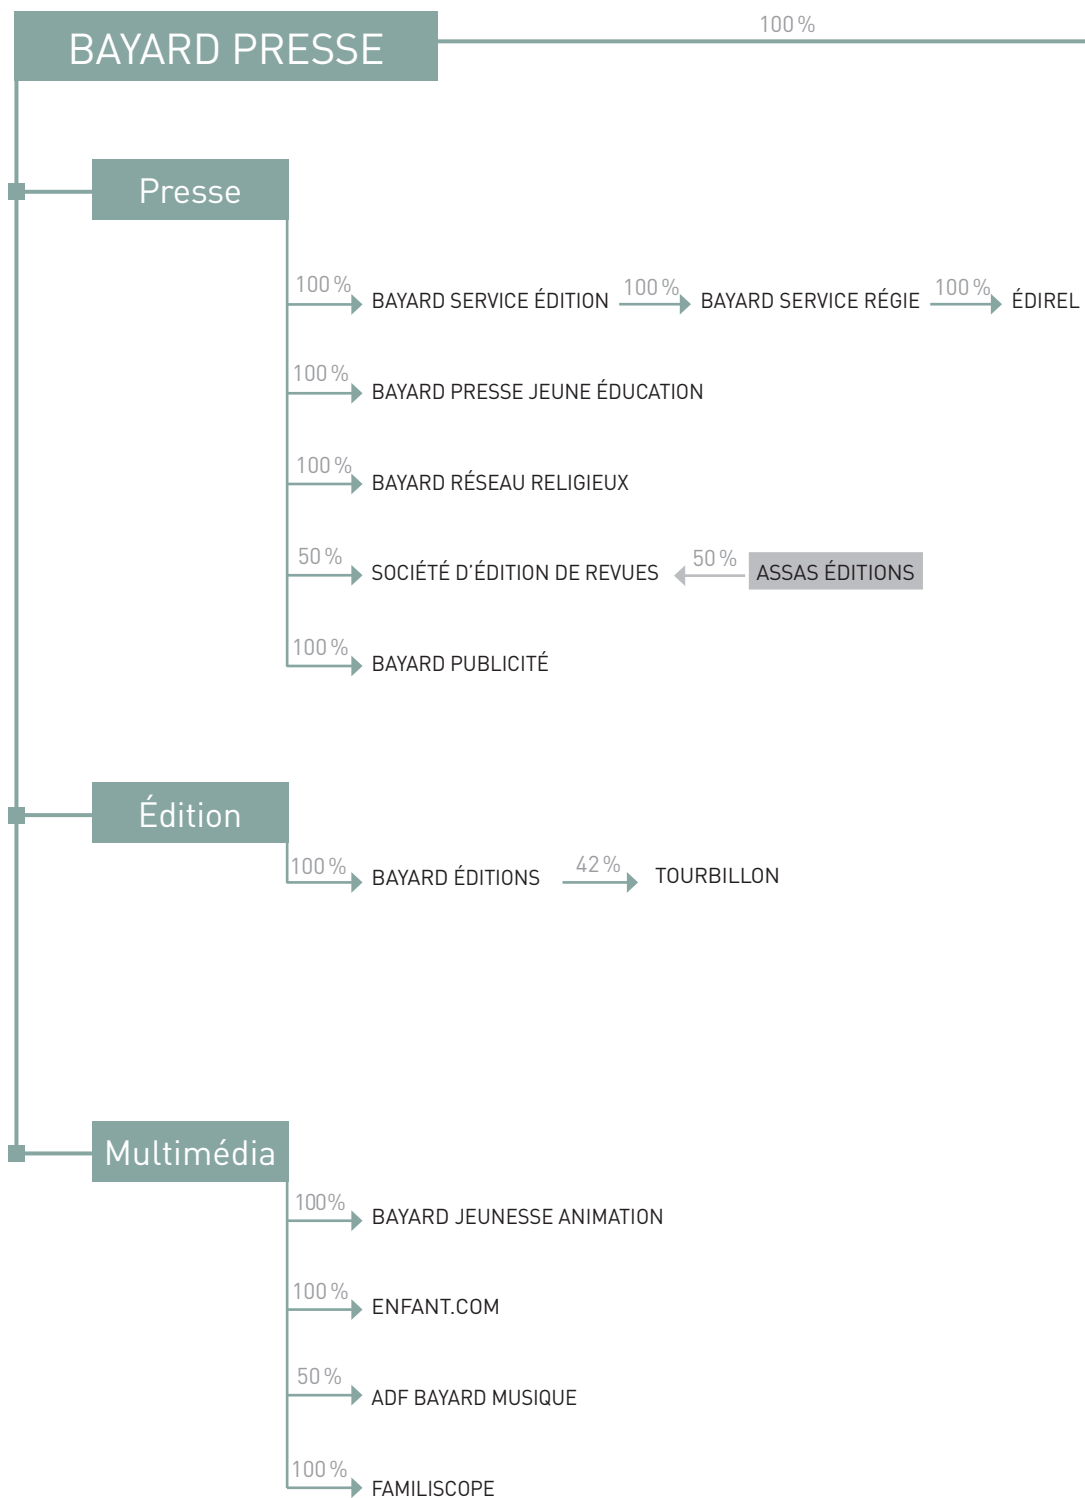 BAYARD PRESSE
100 %
Presse
100 %
BAYARD SERVICE ÉDITION
100 %
BAYARD SERVICE RÉGIE
100 %
ÉDIREL
100 %
BAYARD PRESSE JEUNE ÉDUCATION
100 %
BAYARD RÉSEAU RELIGIEUX
50 %
SOCIÉTÉ D'ÉDITION DE REVUES
50 %
ASSAS ÉDITIONS
100 %
BAYARD PUBLICITÉ
Édition
100 %
BAYARD ÉDITIONS
42 %
TOURBILLON
Multimédia
100%
BAYARD JEUNESSE ANIMATION
100 %
ENFANT.COM
50 %
ADF BAYARD MUSIQUE
100 %
FAMILISCOPE